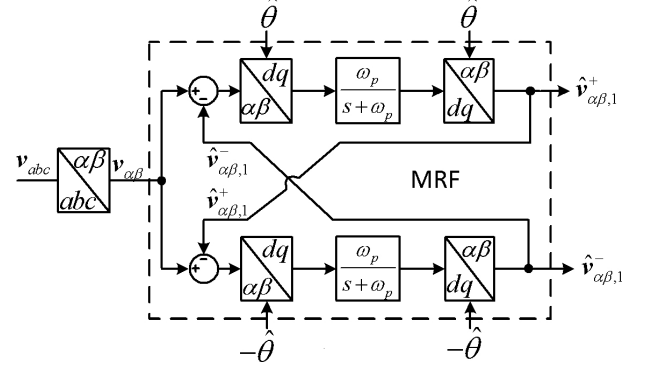 θ̂ θ̂
dq αβ ω_p s+ω_p αβ dq v̂⁺_αβ,1
+ -
v̂⁻_αβ,1
v_abc αβ abc v_αβ
MRF
v̂⁺_αβ,1
+ -
dq αβ ω_p s+ω_p αβ dq v̂⁻_αβ,1
-θ̂ -θ̂